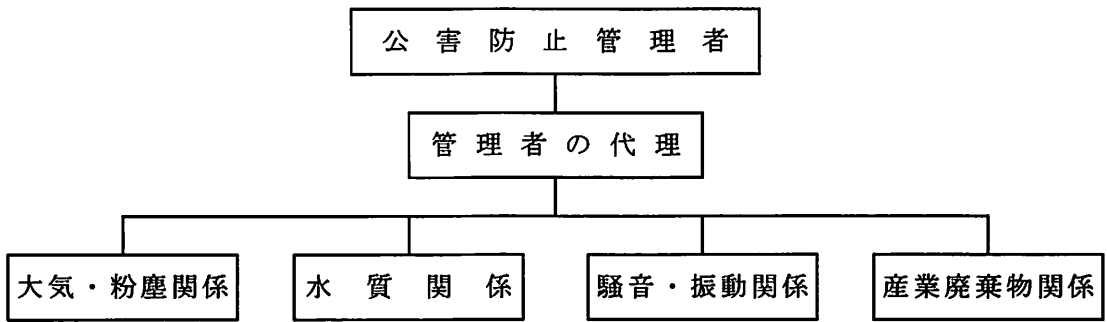 公害防止管理者
管理者の代理
大気・粉塵関係
水質関係
騒音・振動関係
産業廃棄物関係